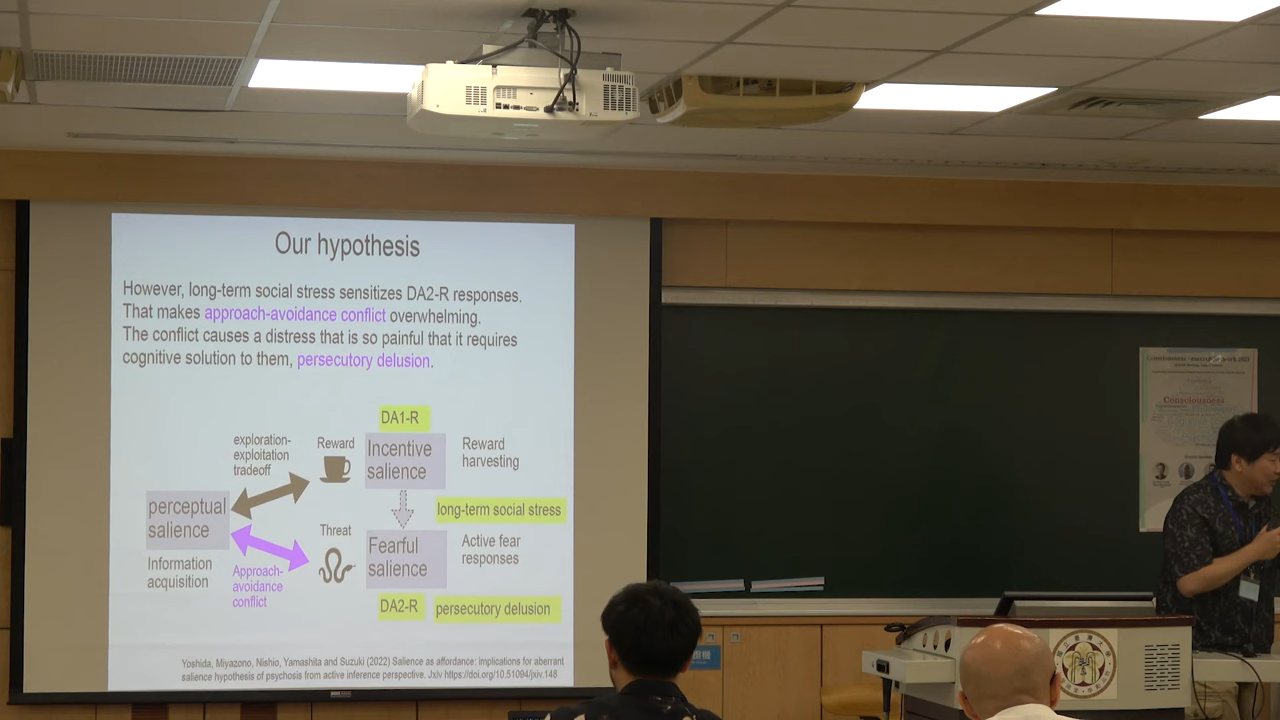 Our hypothesis
However, long-term social stress sensitizes DA2-R responses.
That makes approach-avoidance conflict overwhelming.
The conflict causes a distress that is so painful that it requires
cognitive solution to them, persecutory delusion.
DA1-R
exploration-
exploitation
tradeoff
Reward
Incentive
salience
Reward
harvesting
perceptual
salience
long-term social stress
Threat
Fearful
salience
Active fear
responses
Information
acquisition
Approach-
avoidance
conflict
DA2-R
persecutory delusion
Yoshida, Miyazono, Nishio, Yamashita and Suzuki (2022) Salience as affordance: implications for aberrant
salience hypothesis of psychosis from active inference perspective. Jxiv https://doi.org/10.51094/jxiv.148
Consciousness